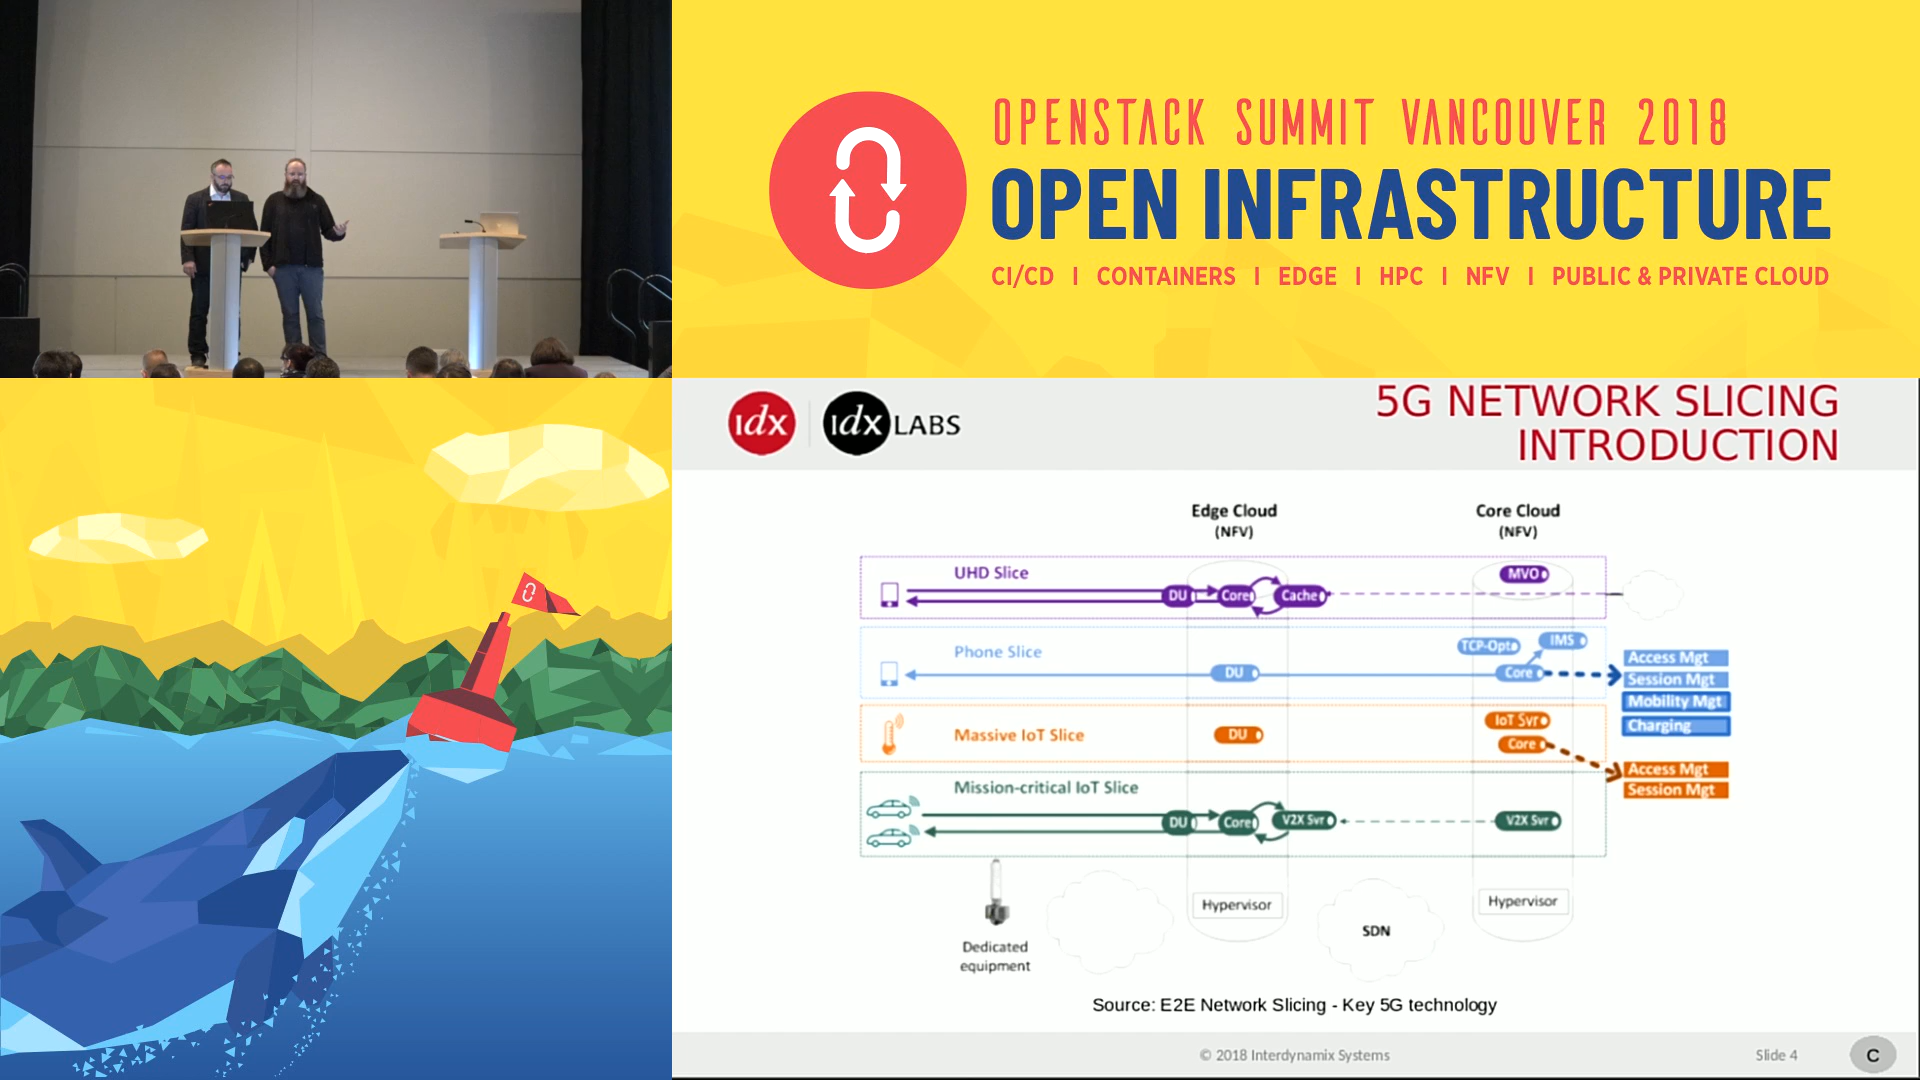 OPENSTACK SUMMIT VANCOUVER 2018
OPEN INFRASTRUCTURE
CI/CD | CONTAINERS | EDGE | HPC | NFV | PUBLIC & PRIVATE CLOUD
idx idx LABS
5G NETWORK SLICING
INTRODUCTION
Edge Cloud
(NFV)
Core Cloud
(NFV)
UHD Slice
MVO
DU Core Cache
Phone Slice
TCP-Opt IMS
DU Core
Access Mgt
Session Mgt
Mobility Mgt
Charging
Massive IoT Slice
DU
IoT Svr
Core
Access Mgt
Session Mgt
Mission-critical IoT Slice
DU Core V2X Svr V2X Svr
Hypervisor
Hypervisor
SDN
Dedicated
equipment
Source: E2E Network Slicing - Key 5G technology
© 2018 Interdynamix Systems
Slide 4
C